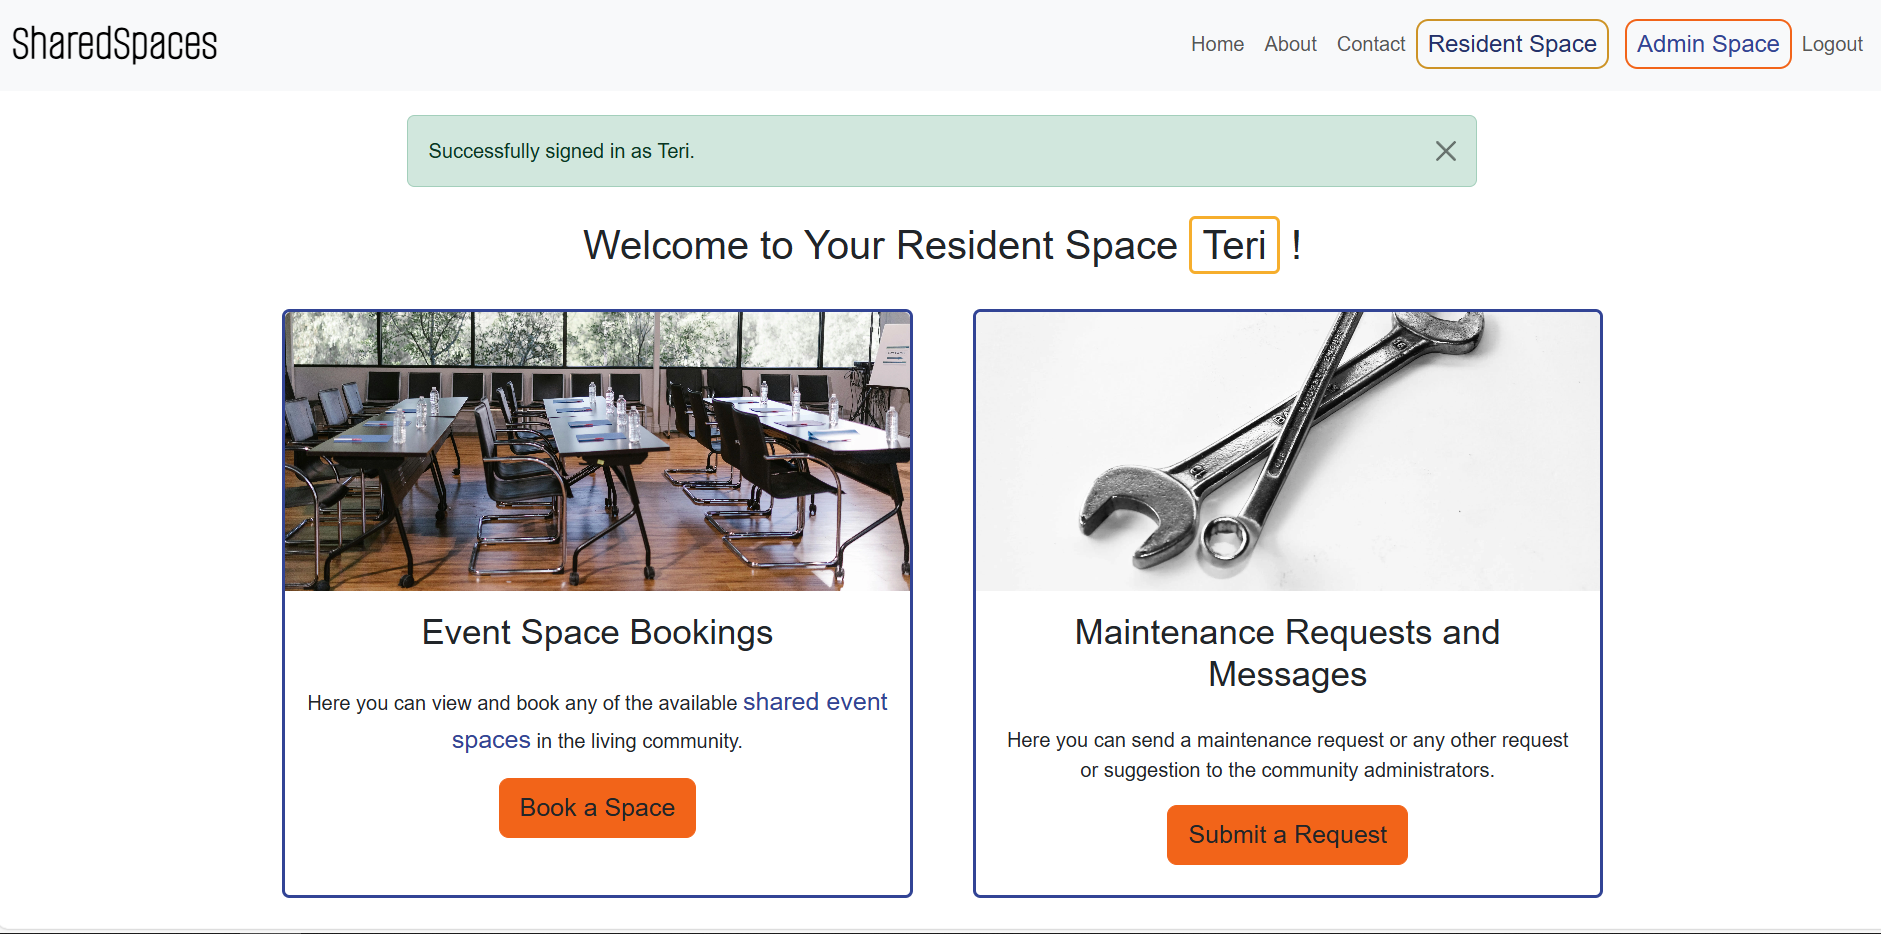 SharedSpaces
Home About Contact Resident Space Admin Space Logout
Successfully signed in as Teri.
Welcome to Your Resident Space Teri !
Event Space Bookings
Here you can view and book any of the available shared event
spaces in the living community.
Book a Space
Maintenance Requests and
Messages
Here you can send a maintenance request or any other request
or suggestion to the community administrators.
Submit a Request